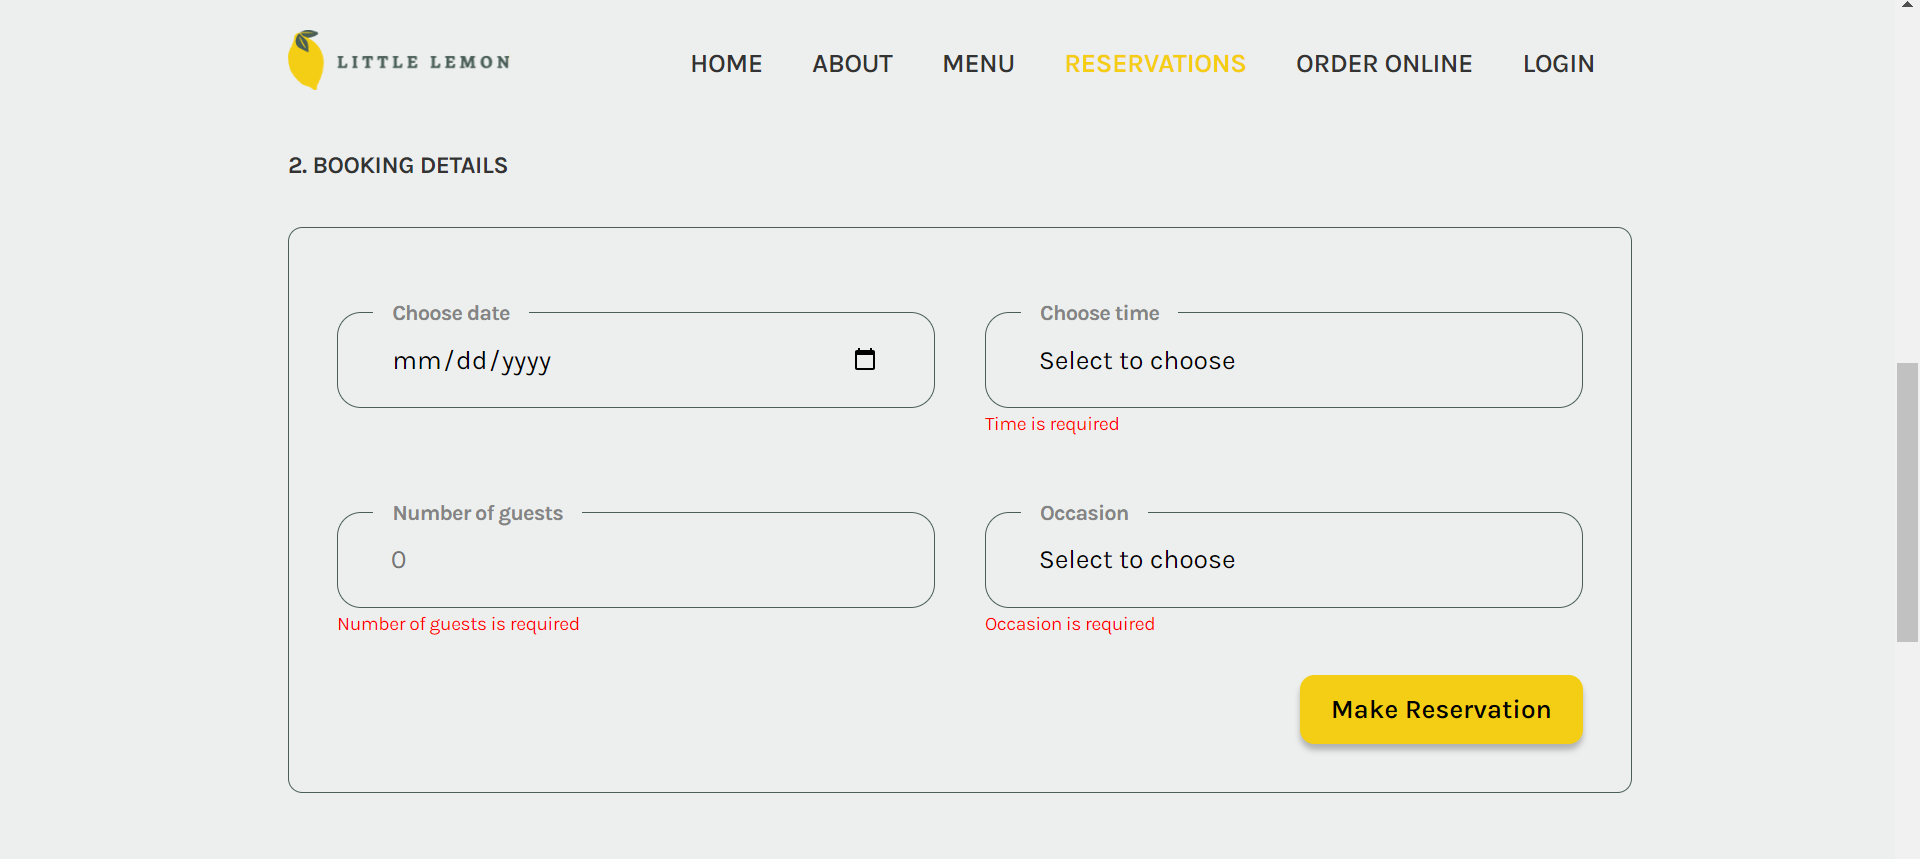 LITTLE LEMON
HOME ABOUT MENU RESERVATIONS ORDER ONLINE LOGIN
2. BOOKING DETAILS
Choose date
mm/dd/yyyy
Choose time
Select to choose
Time is required
Number of guests
0
Number of guests is required
Occasion
Select to choose
Occasion is required
Make Reservation